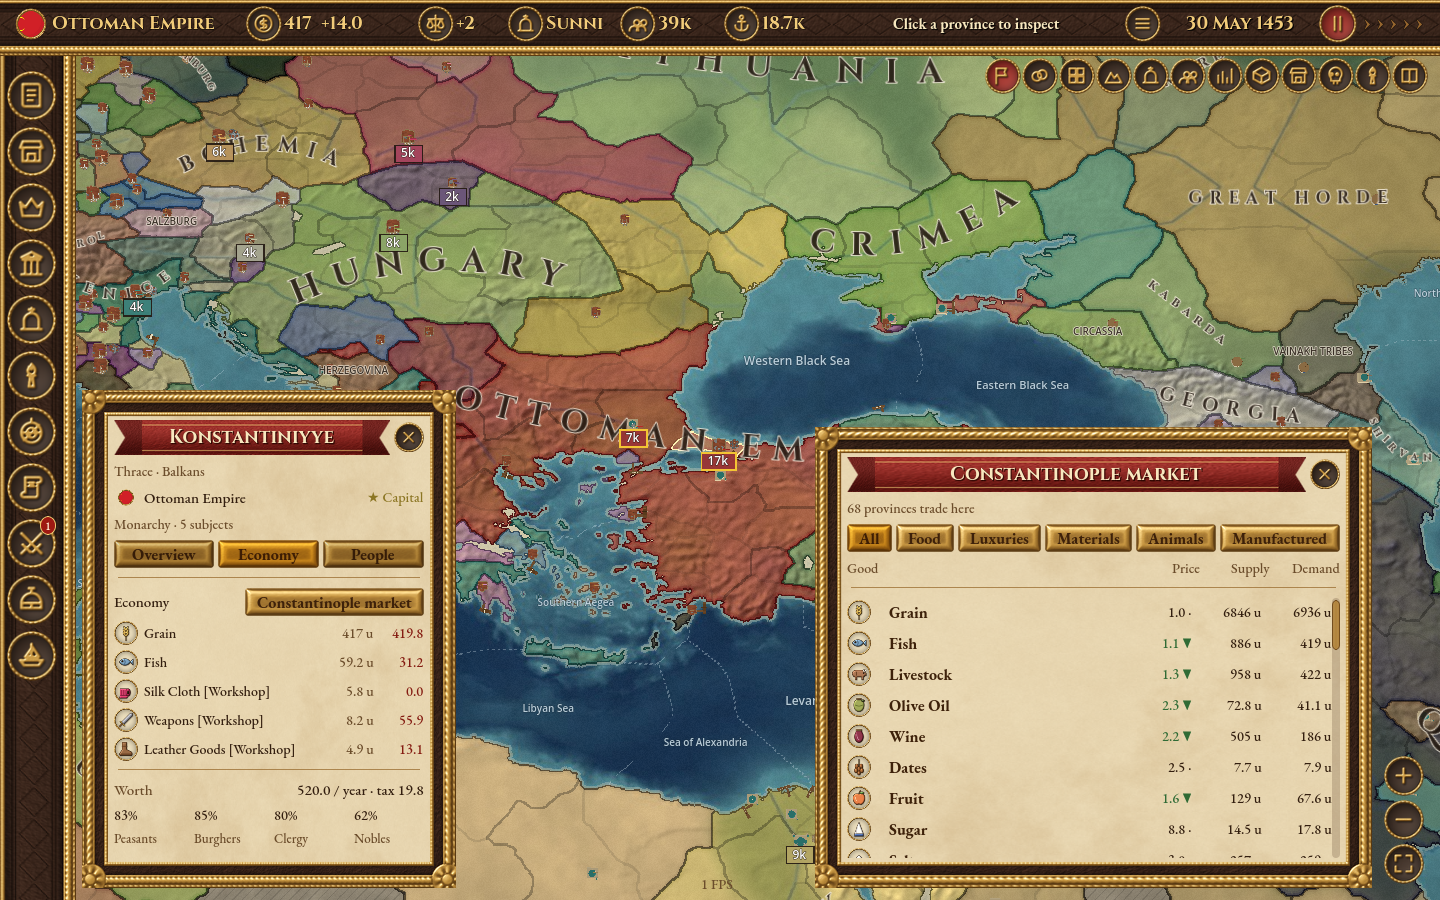 OTTOMAN EMPIRE
417 +14.0
+2
SUNNI
39K
18.7K
Click a province to inspect
30 MAY 1453
THUANIA
BOHEMIA
6k
5k
2k
GREAT HORDE
SALZBURG
CRIMEA
8k
4k
HUNGARY
4k
KABARDA
North
CIRCASSIA
VAINAKH TRIBES
HERZEGOVINA
Western Black Sea
Eastern Black Sea
GEORGIA
SHIRVAN
OTTOMAN EM
7k
17k
1
KONSTANTINIYYE
Thrace · Balkans
Ottoman Empire
★ Capital
Monarchy · 5 subjects
Overview
Economy
People
Economy
Constantinople market
Grain 417 u 419.8
Fish 59.2 u 31.2
Silk Cloth [Workshop] 5.8 u 0.0
Weapons [Workshop] 8.2 u 55.9
Leather Goods [Workshop] 4.9 u 13.1
Worth 520.0 / year · tax 19.8
83% 85% 80% 62%
Peasants Burghers Clergy Nobles
Southern Aegea
Libyan Sea
Levan
Sea of Alexandria
9k
1 FPS
CONSTANTINOPLE MARKET
68 provinces trade here
All
Food
Luxuries
Materials
Animals
Manufactured
Good Price Supply Demand
Grain 1.0 · 6846 u 6936 u
Fish 1.1 ▼ 886 u 419 u
Livestock 1.3 ▼ 958 u 422 u
Olive Oil 2.3 ▼ 72.8 u 41.1 u
Wine 2.2 ▼ 505 u 186 u
Dates 2.5 · 7.7 u 7.9 u
Fruit 1.6 ▼ 129 u 67.6 u
Sugar 8.8 · 14.5 u 17.8 u